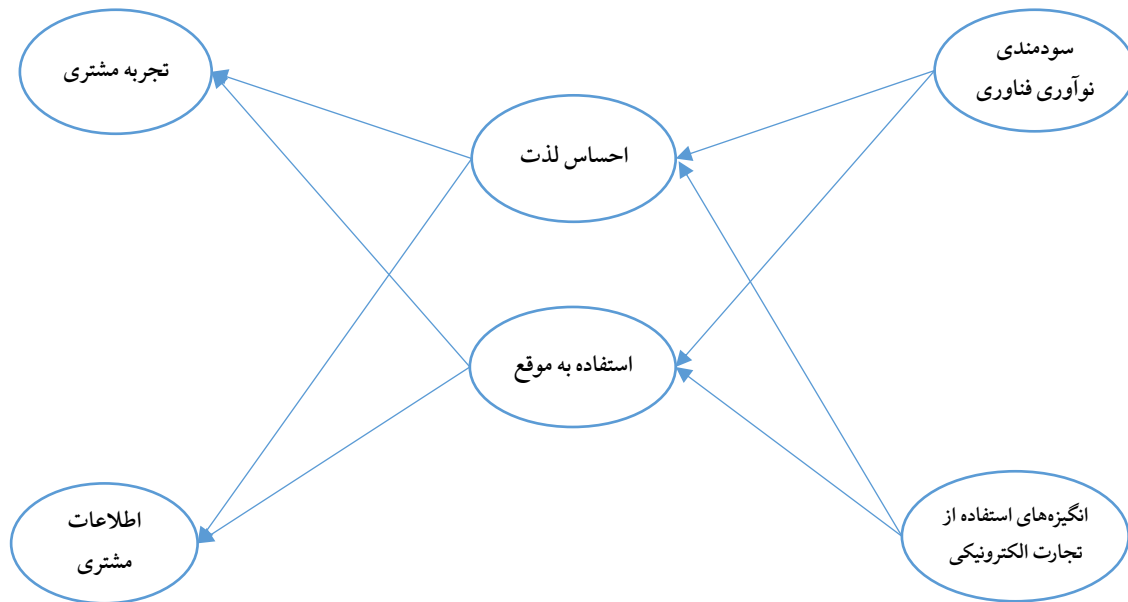 سودمندی
نوآوری فناوری
تجربه مشتری
احساس لذت
استفاده به موقع
انگیزه‌های استفاده از
تجارت الکترونیکی
اطلاعات
مشتری